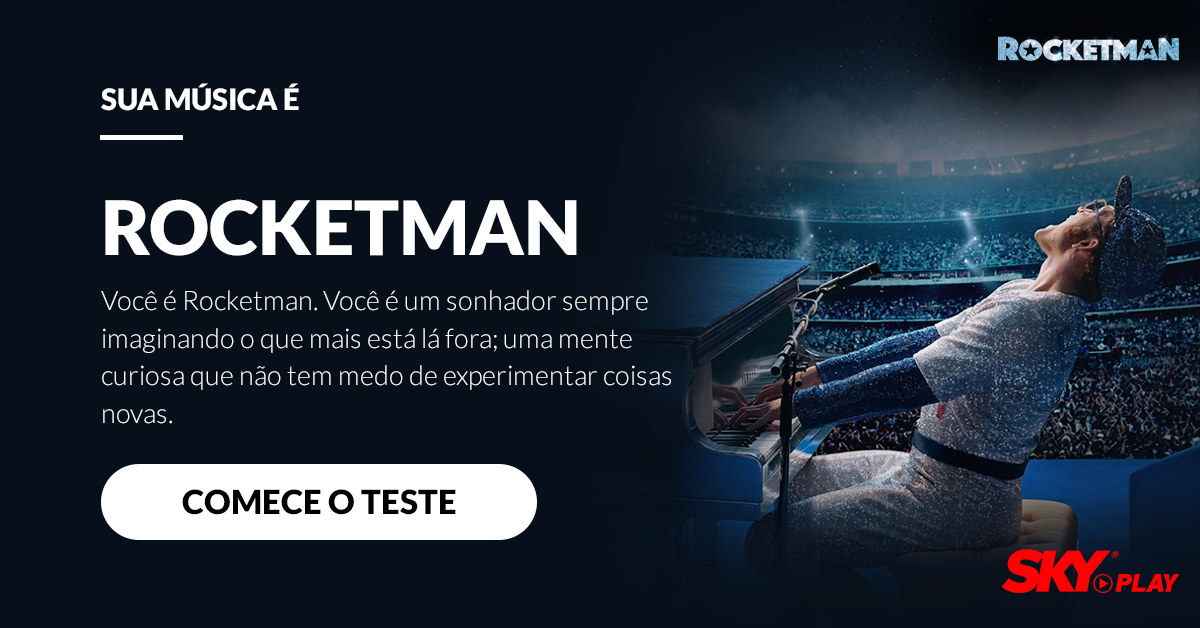 ROCKETMAN
SUA MÚSICA É
ROCKETMAN
Você é Rocketman. Você é um sonhador sempre
imaginando o que mais está lá fora; uma mente
curiosa que não tem medo de experimentar coisas
novas.
COMECE O TESTE
SKY®
PLAY